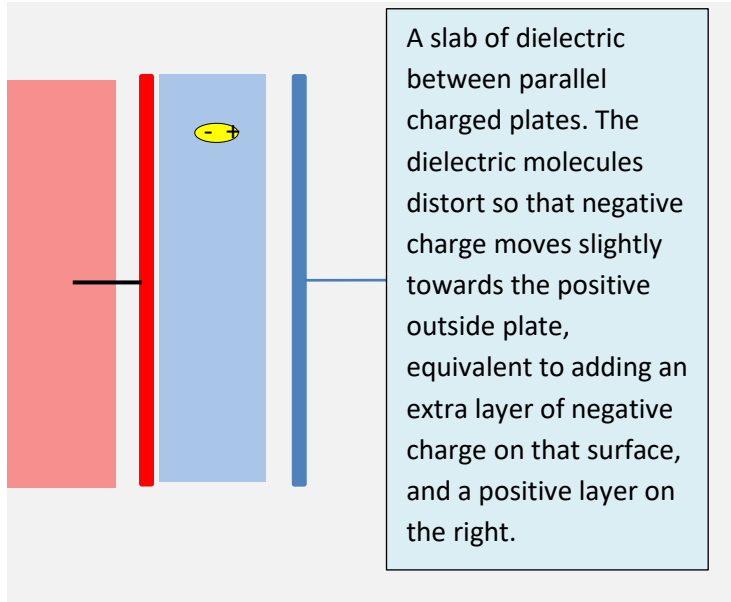 - +
A slab of dielectric
between parallel
charged plates. The
dielectric molecules
distort so that negative
charge moves slightly
towards the positive
outside plate,
equivalent to adding an
extra layer of negative
charge on that surface,
and a positive layer on
the right.